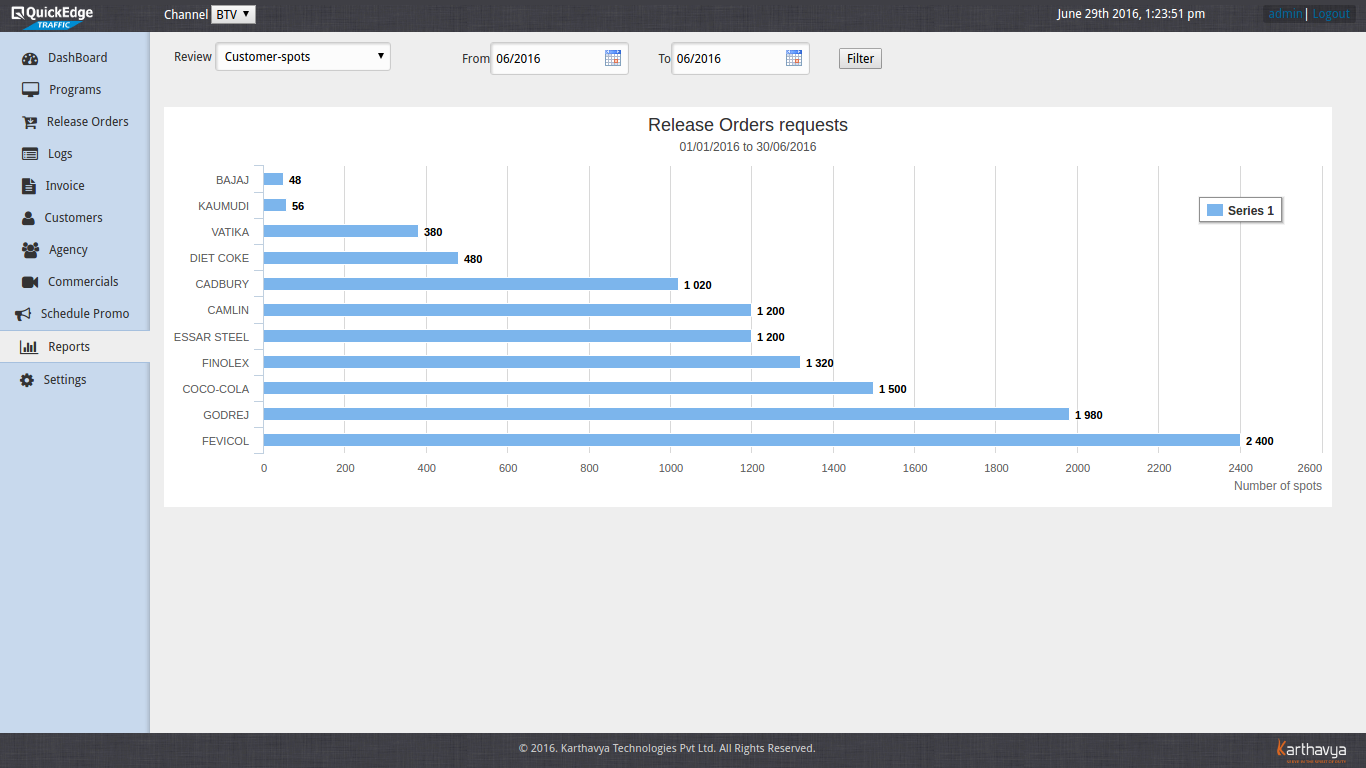 QuickEdge
TRAFFIC
Channel BTV
June 29th 2016, 1:23:51 pm
admin | Logout
DashBoard
Programs
Release Orders
Logs
Invoice
Customers
Agency
Commercials
Schedule Promo
Reports
Settings
Review Customer-spots
From 06/2016
To 06/2016
Filter
Release Orders requests
01/01/2016 to 30/06/2016
BAJAJ 48
KAUMUDI 56
Series 1
VATIKA 380
DIET COKE 480
CADBURY 1 020
CAMLIN 1 200
ESSAR STEEL 1 200
FINOLEX 1 320
COCO-COLA 1 500
GODREJ 1 980
FEVICOL 2 400
0 200 400 600 800 1000 1200 1400 1600 1800 2000 2200 2400 2600
Number of spots
© 2016. Karthavya Technologies Pvt Ltd. All Rights Reserved.
Karthavya